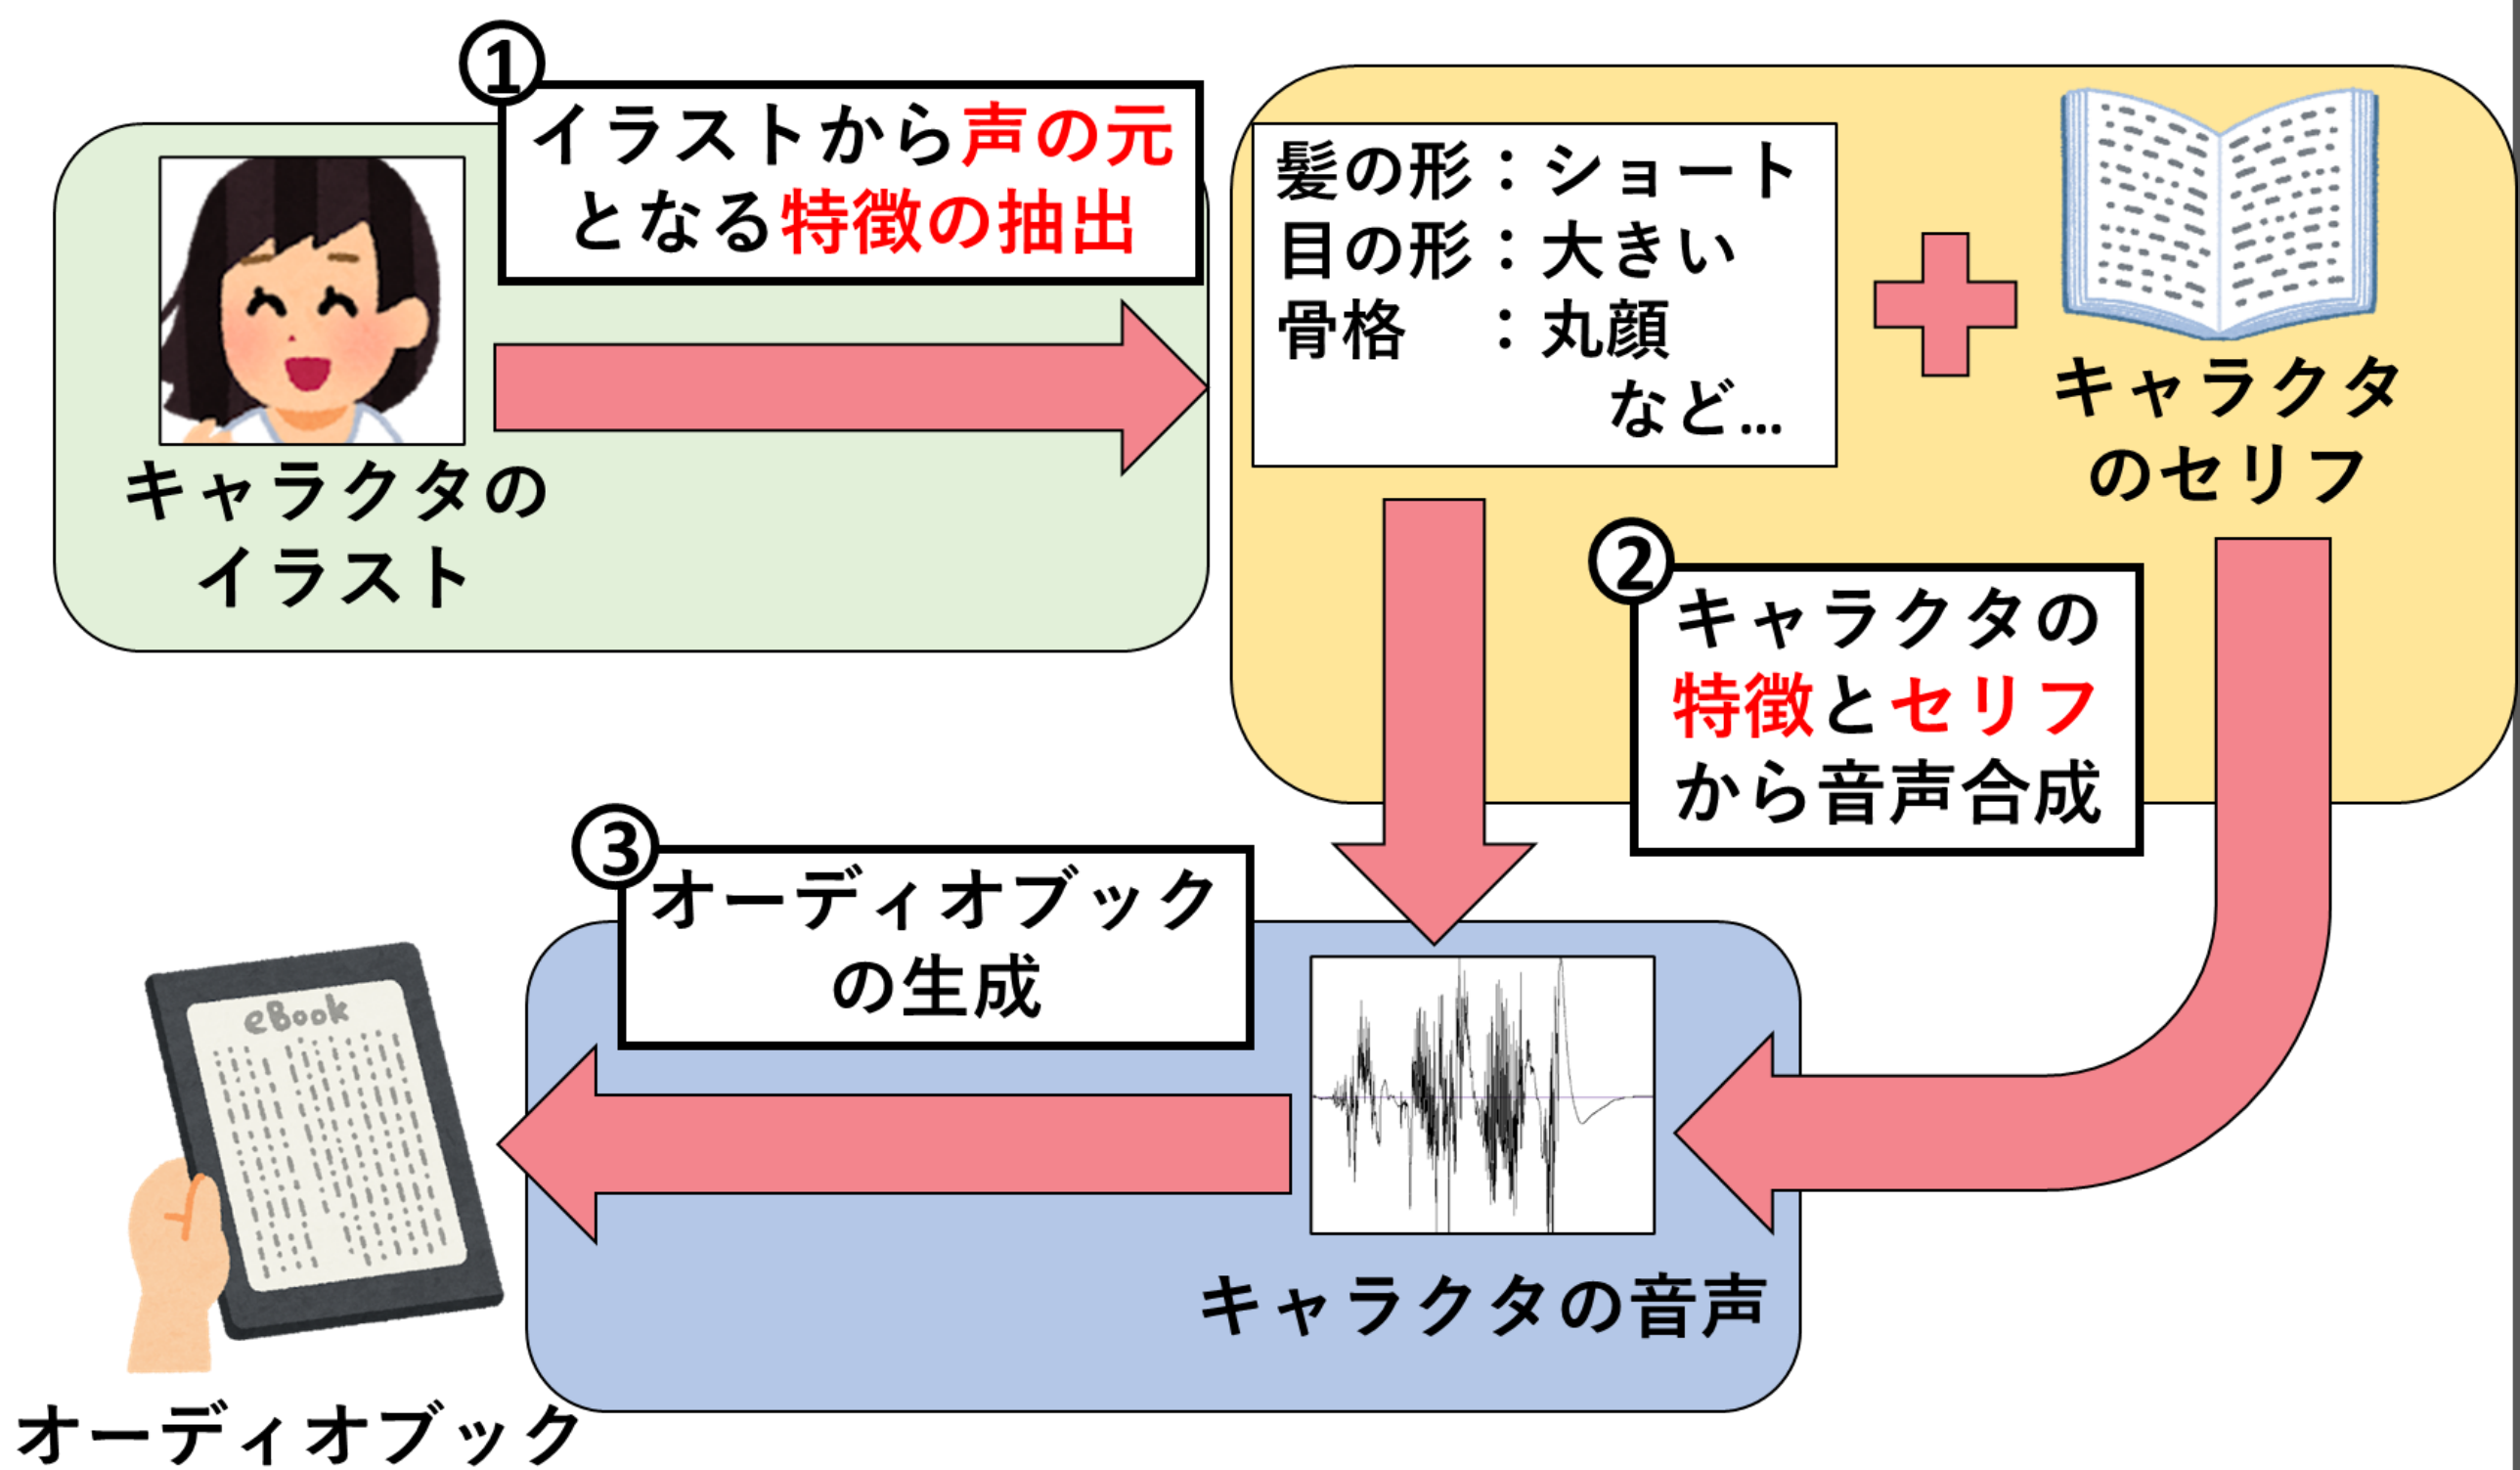 ①
イラストから声の元
となる特徴の抽出
キャラクタの
イラスト
髪の形：ショート
目の形：大きい
骨格　：丸顔
など…
キャラクタ
のセリフ
②
キャラクタの
特徴とセリフ
から音声合成
③
オーディオブック
の生成
キャラクタの音声
eBook
オーディオブック